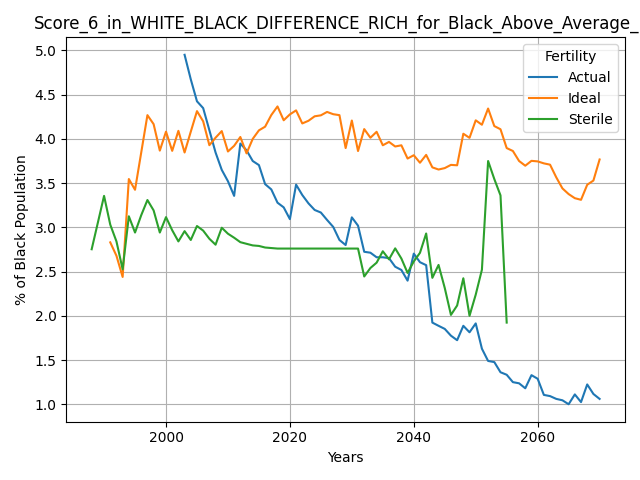 Score_6_in_WHITE_BLACK_DIFFERENCE_RICH_for_Black_Above_Average_
Fertility
Actual
Ideal
Sterile
% of Black Population
5.0
4.5
4.0
3.5
3.0
2.5
2.0
1.5
1.0
2000
2020
2040
2060
Years